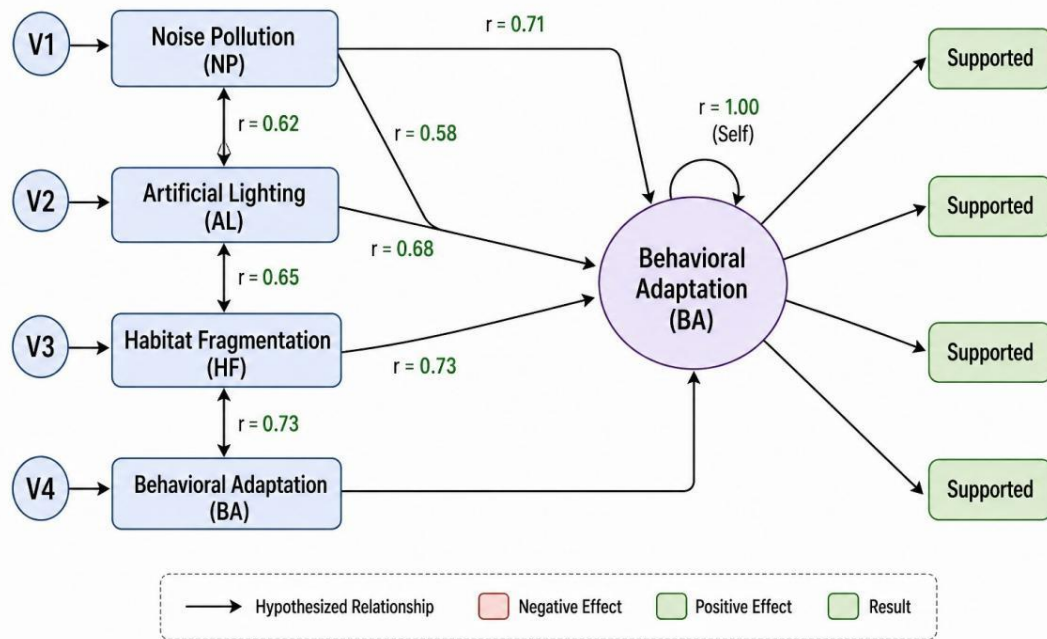 V1
Noise Pollution
(NP)
r = 0.71
Supported
r = 0.62
r = 0.58
r = 1.00
(Self)
V2
Artificial Lighting
(AL)
r = 0.68
Supported
r = 0.65
Behavioral
Adaptation
(BA)
V3
Habitat Fragmentation
(HF)
r = 0.73
Supported
r = 0.73
V4
Behavioral Adaptation
(BA)
Supported
Hypothesized Relationship
Negative Effect
Positive Effect
Result